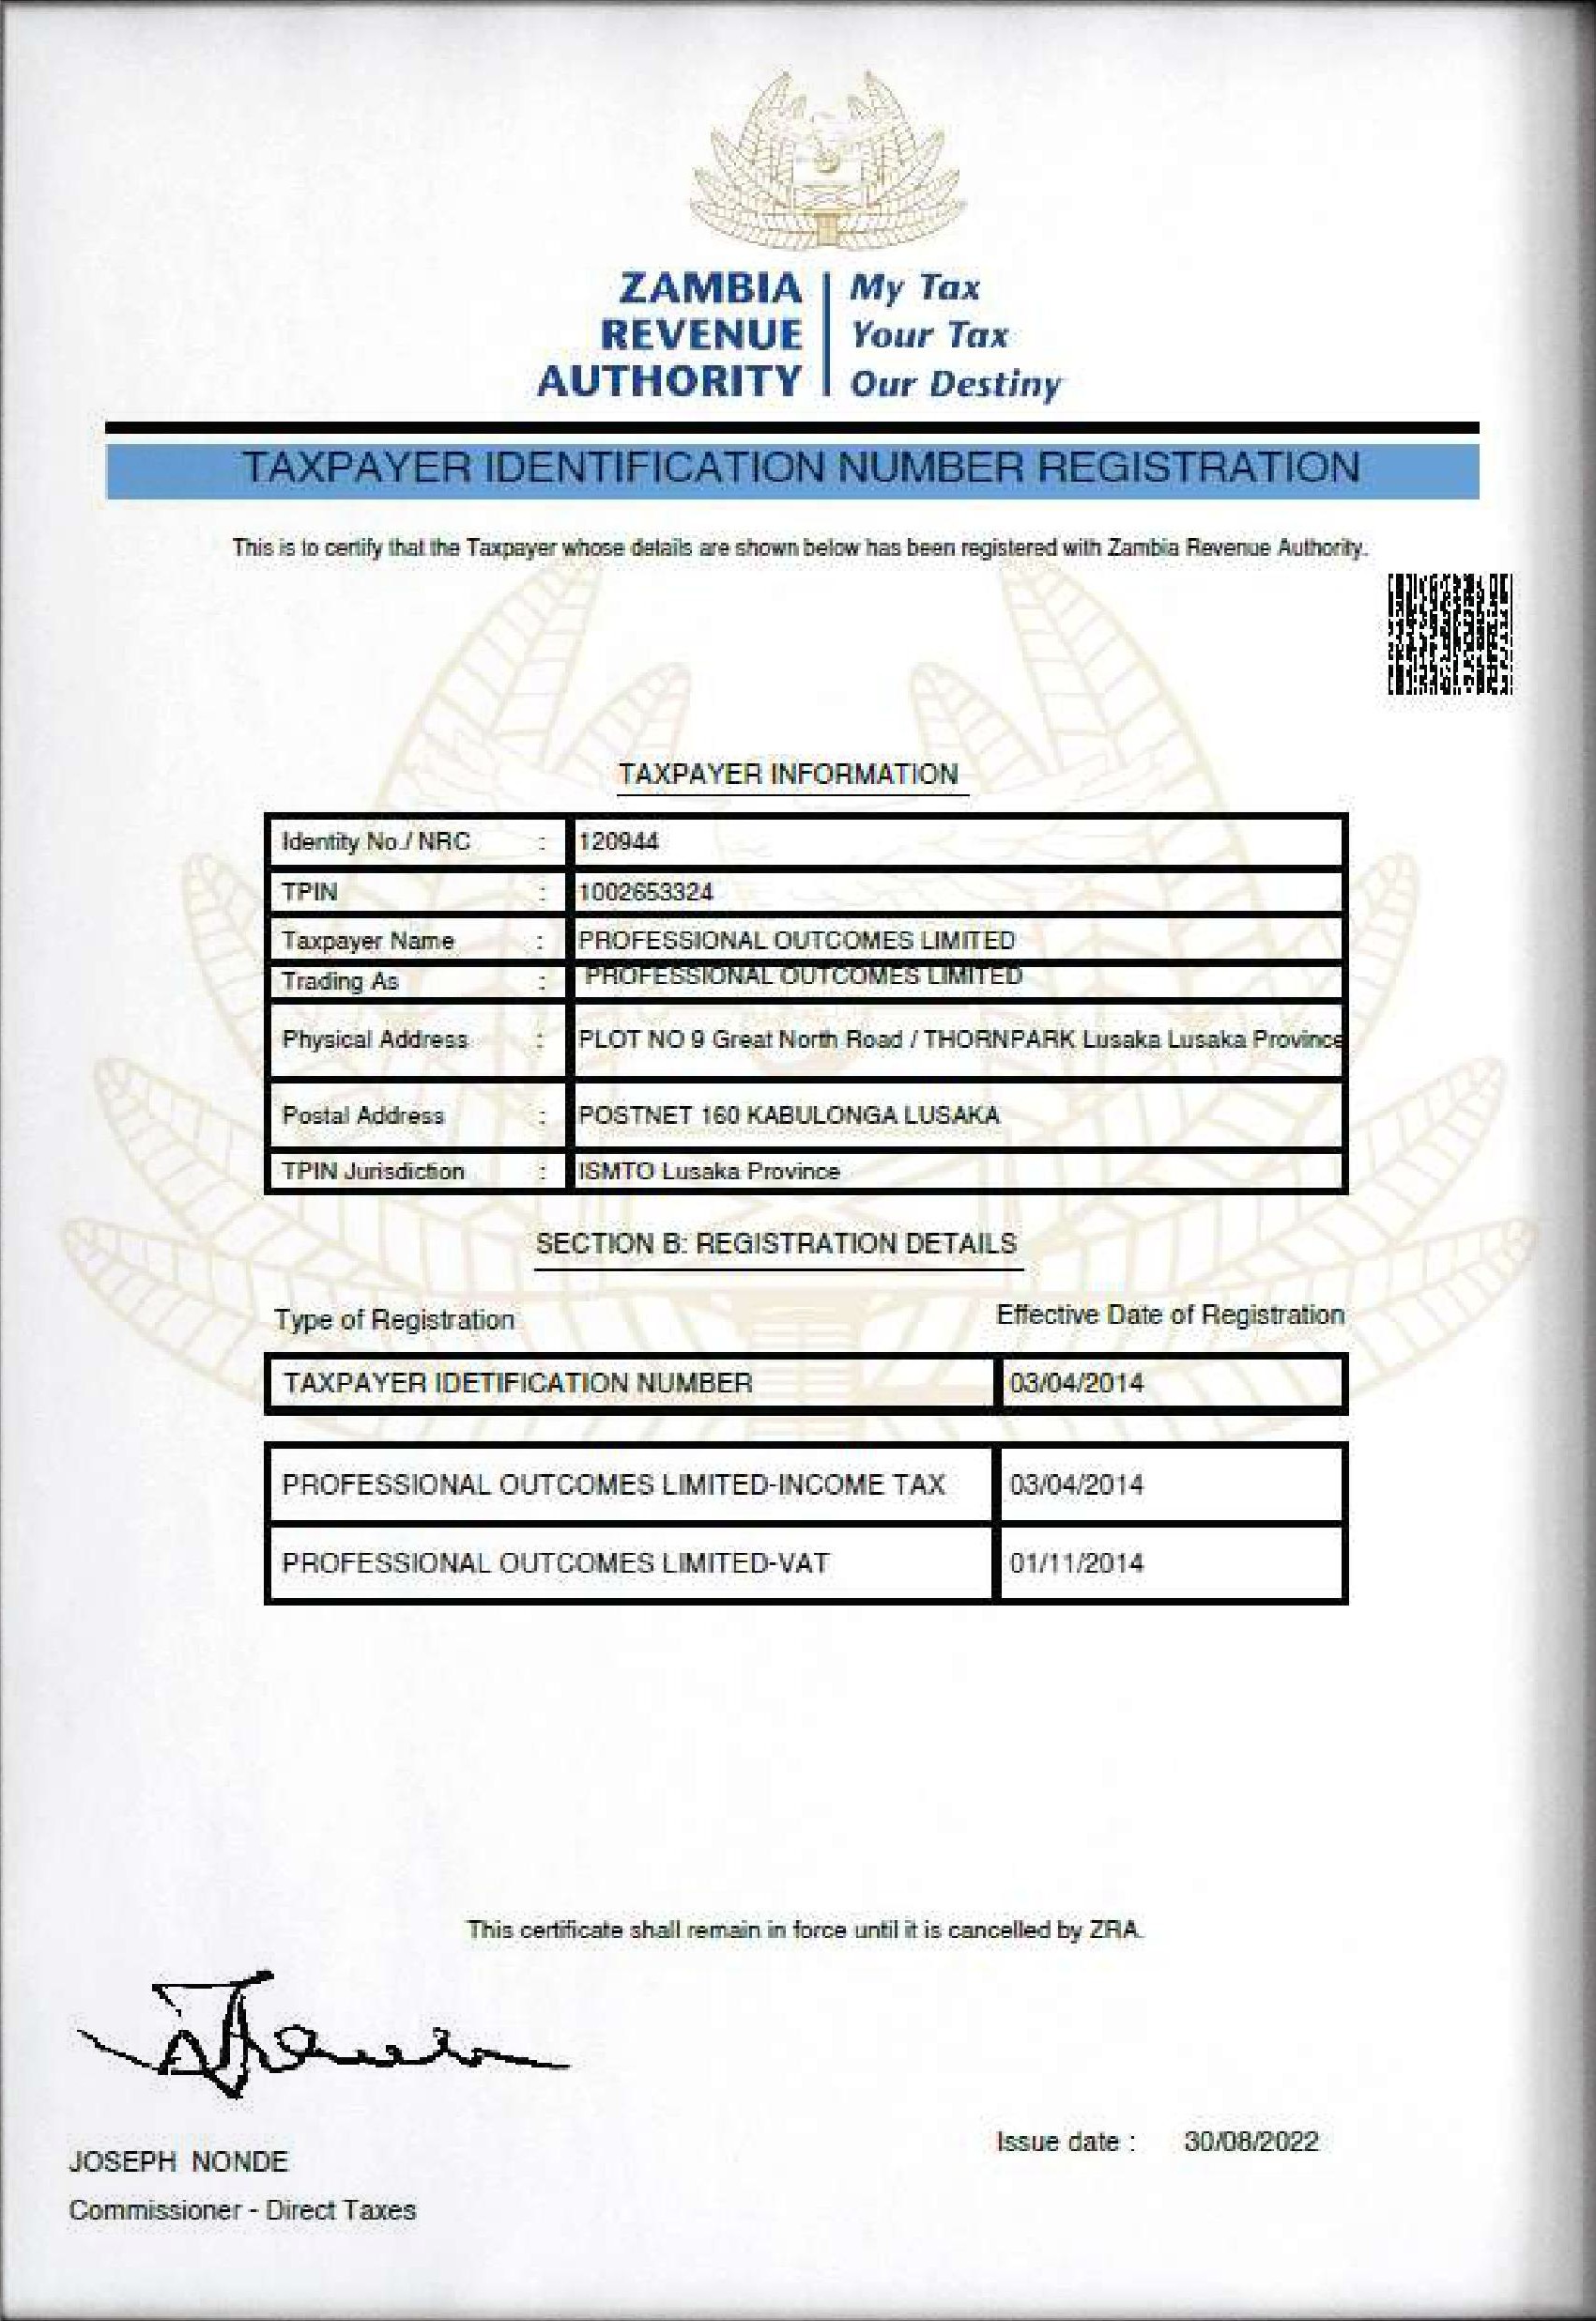 ZAMBIA REVENUE AUTHORITY
My Tax
Your Tax
Our Destiny
TAXPAYER IDENTIFICATION NUMBER REGISTRATION
This is to certify that the Taxpayer whose details are shown below has been registered with Zambia Revenue Authority.
TAXPAYER INFORMATION
Identity No./ NRC : 120944
TPIN : 1002653324
Taxpayer Name : PROFESSIONAL OUTCOMES LIMITED
Trading As : PROFESSIONAL OUTCOMES LIMITED
Physical Address : PLOT NO 9 Great North Road / THORNPARK Lusaka Lusaka Province
Postal Address : POSTNET 160 KABULONGA LUSAKA
TPIN Jurisdiction : ISMTO Lusaka Province
SECTION B: REGISTRATION DETAILS
Type of Registration Effective Date of Registration
TAXPAYER IDETIFICATION NUMBER 03/04/2014
PROFESSIONAL OUTCOMES LIMITED-INCOME TAX 03/04/2014
PROFESSIONAL OUTCOMES LIMITED-VAT 01/11/2014
This certificate shall remain in force until it is cancelled by ZRA.
JOSEPH NONDE
Commissioner - Direct Taxes
Issue date : 30/08/2022